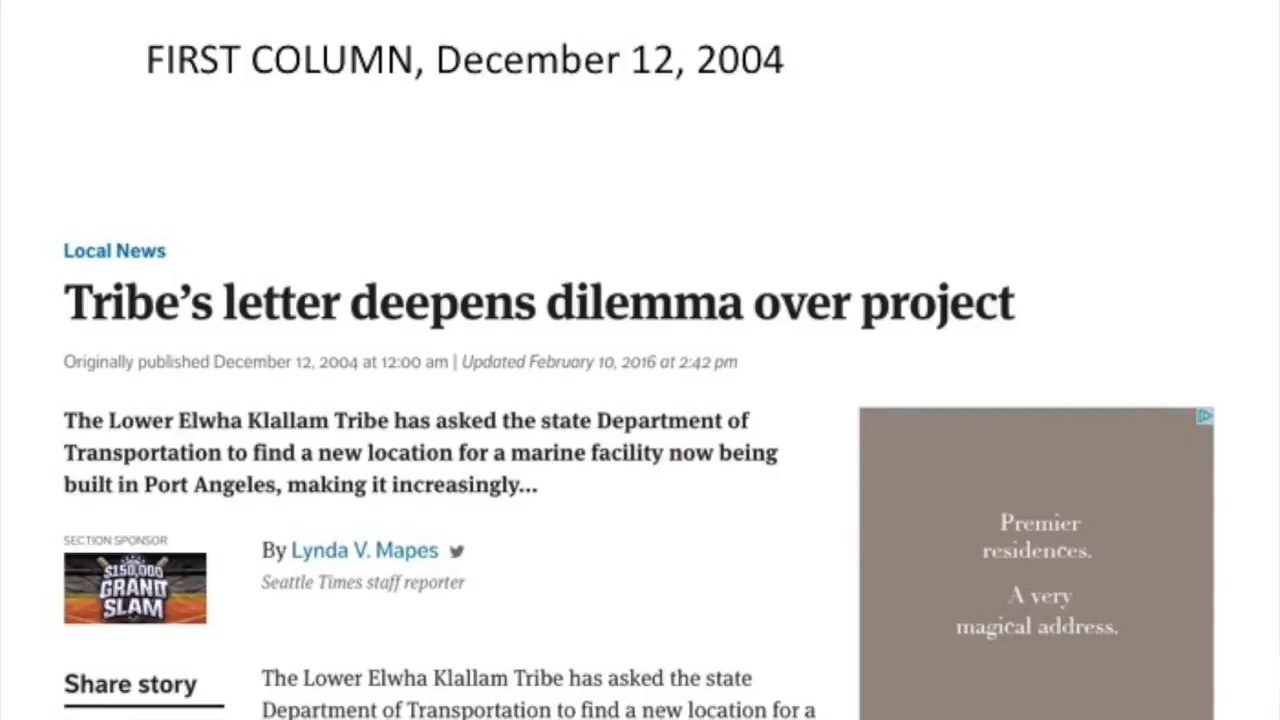 FIRST COLUMN, December 12, 2004
Local News
Tribe's letter deepens dilemma over project
Originally published December 12, 2004 at 12:00 am | Updated February 10, 2016 at 2:42 pm
The Lower Elwha Klallam Tribe has asked the state Department of
Transportation to find a new location for a marine facility now being
built in Port Angeles, making it increasingly...
SECTION SPONSOR
$150,000
GRAND
SLAM
By Lynda V. Mapes
Seattle Times staff reporter
Share story
The Lower Elwha Klallam Tribe has asked the state
Department of Transportation to find a new location for a
Premier
residences.
A very
magical address.